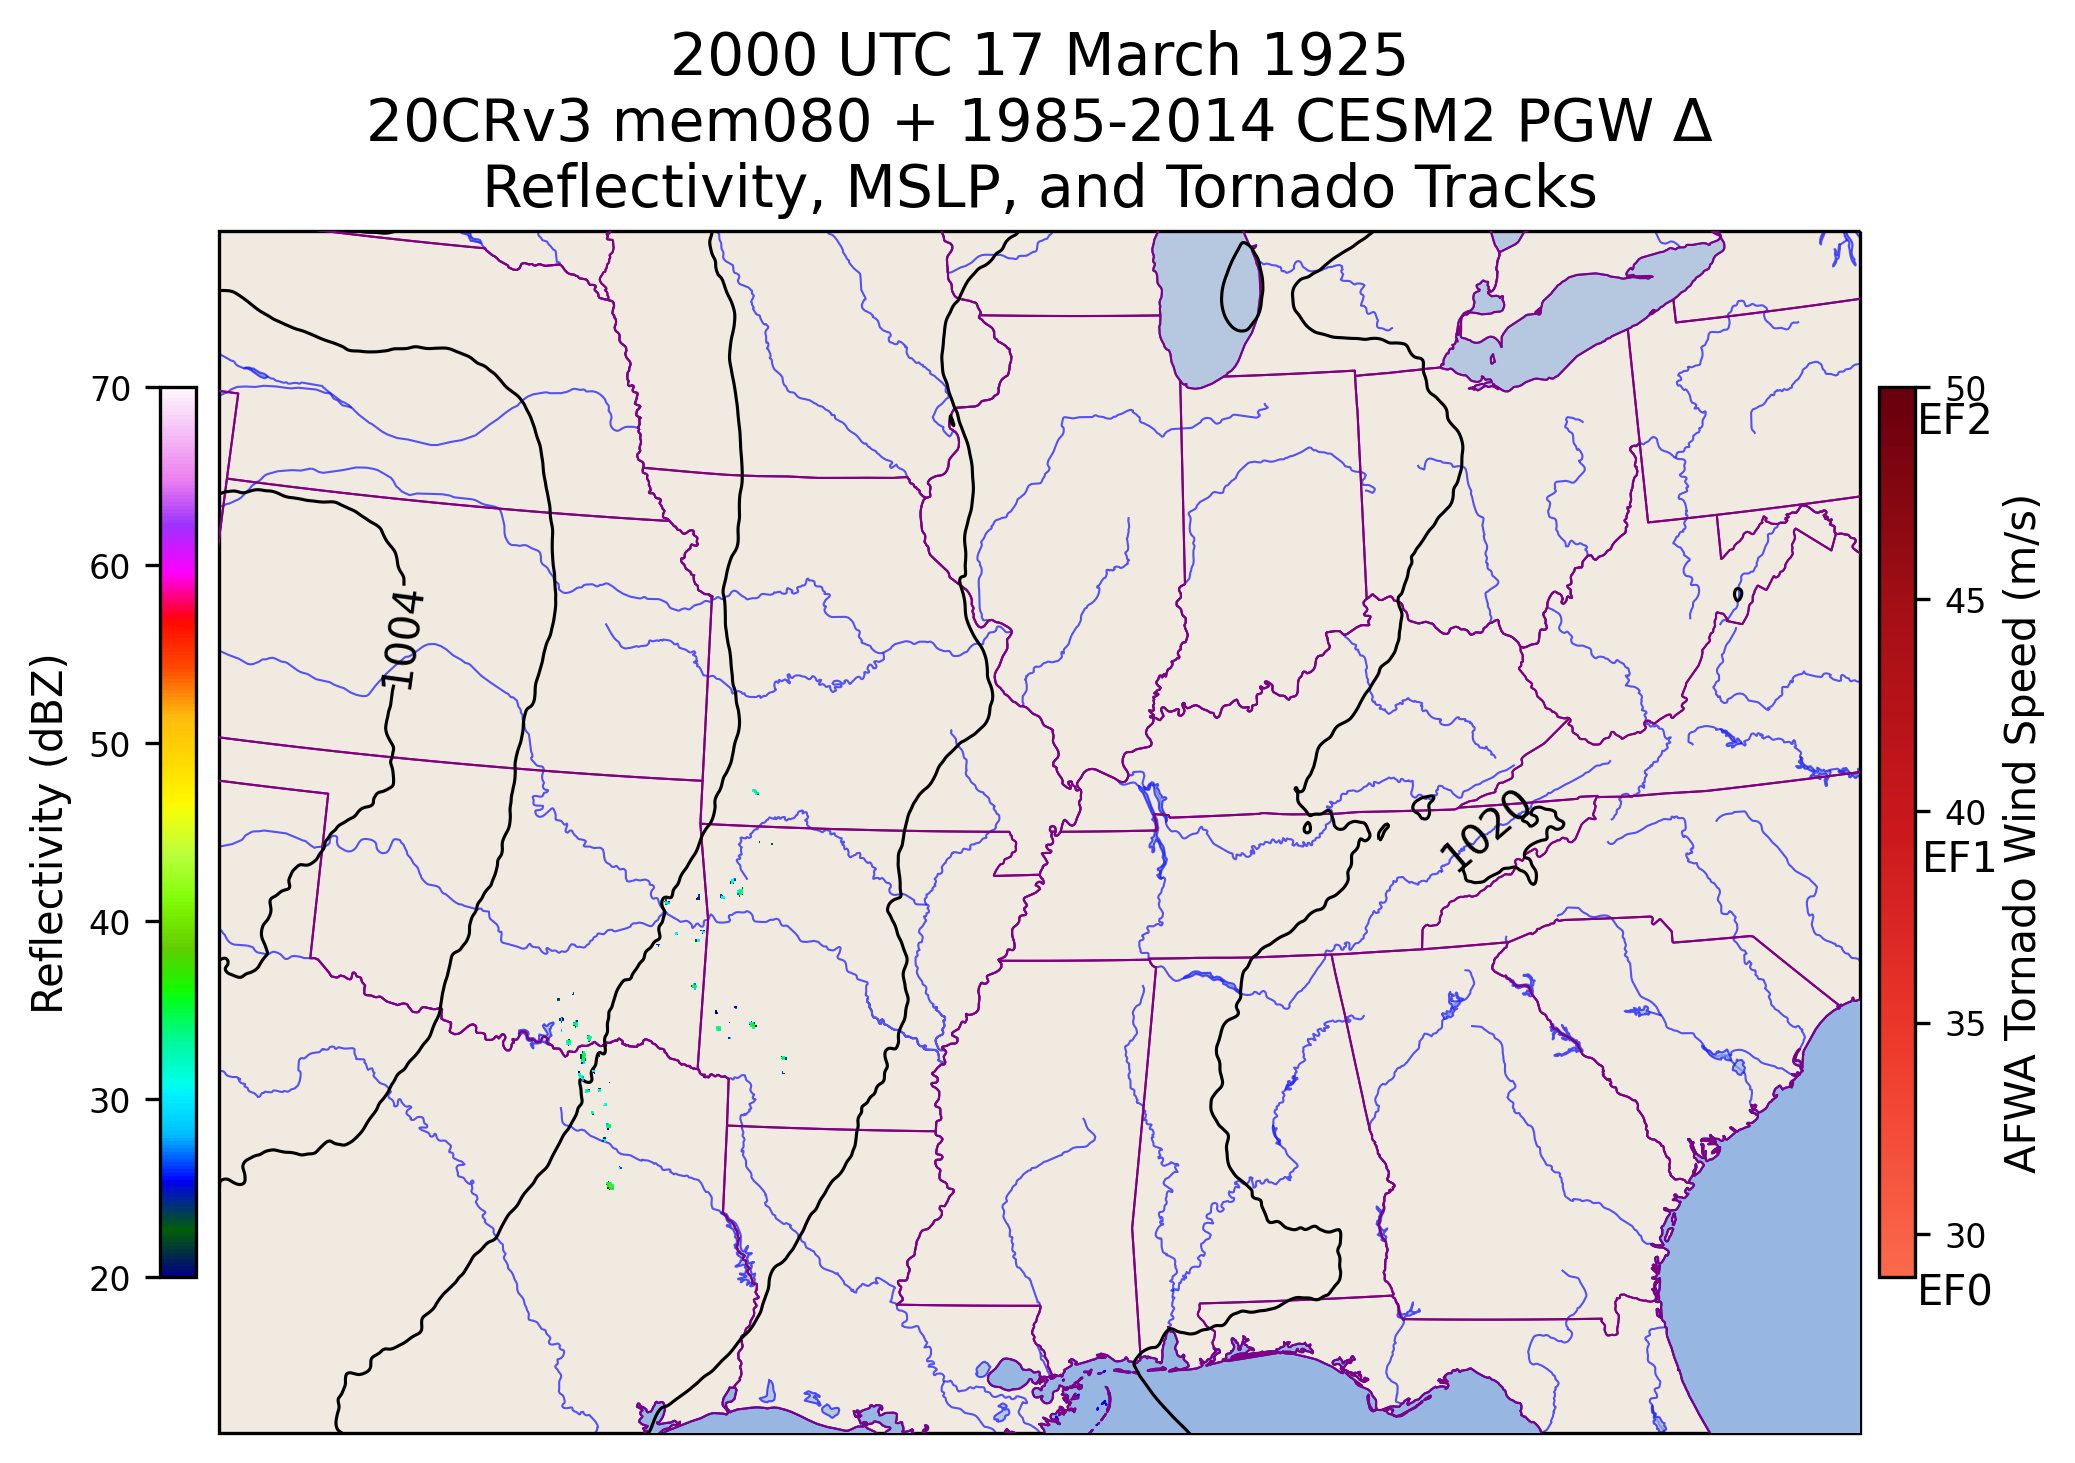 2000 UTC 17 March 1925
20CRv3 mem080 + 1985-2014 CESM2 PGW Δ
Reflectivity, MSLP, and Tornado Tracks
Reflectivity (dBZ)
70
60
50
40
30
20
1004
1020
50
EF2
45
40
EF1
35
30
EF0
AFWA Tornado Wind Speed (m/s)